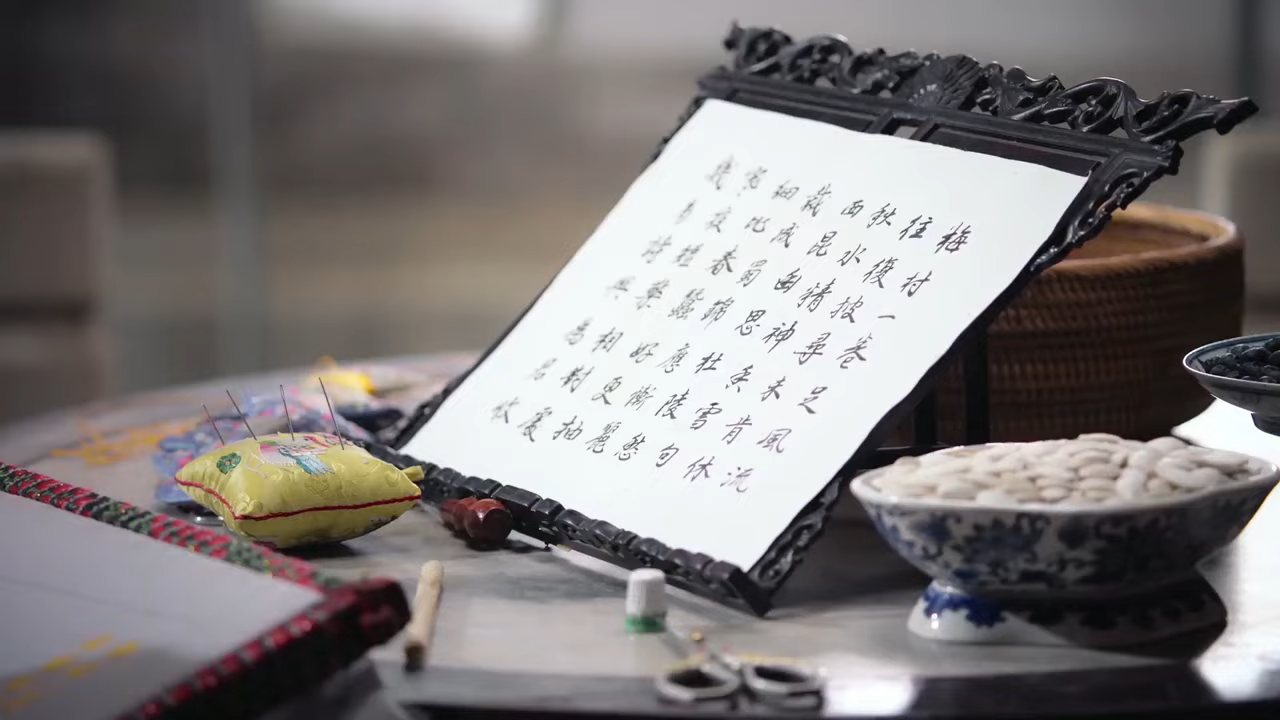 梅村一卷足風流
往復披尋未肯休
秋水精神香雪句
西昆幽思杜陵愁
裁成蜀錦應慚麗
細比春蠶好更抽
寒夜短檠相對處
幾多詩興為君收